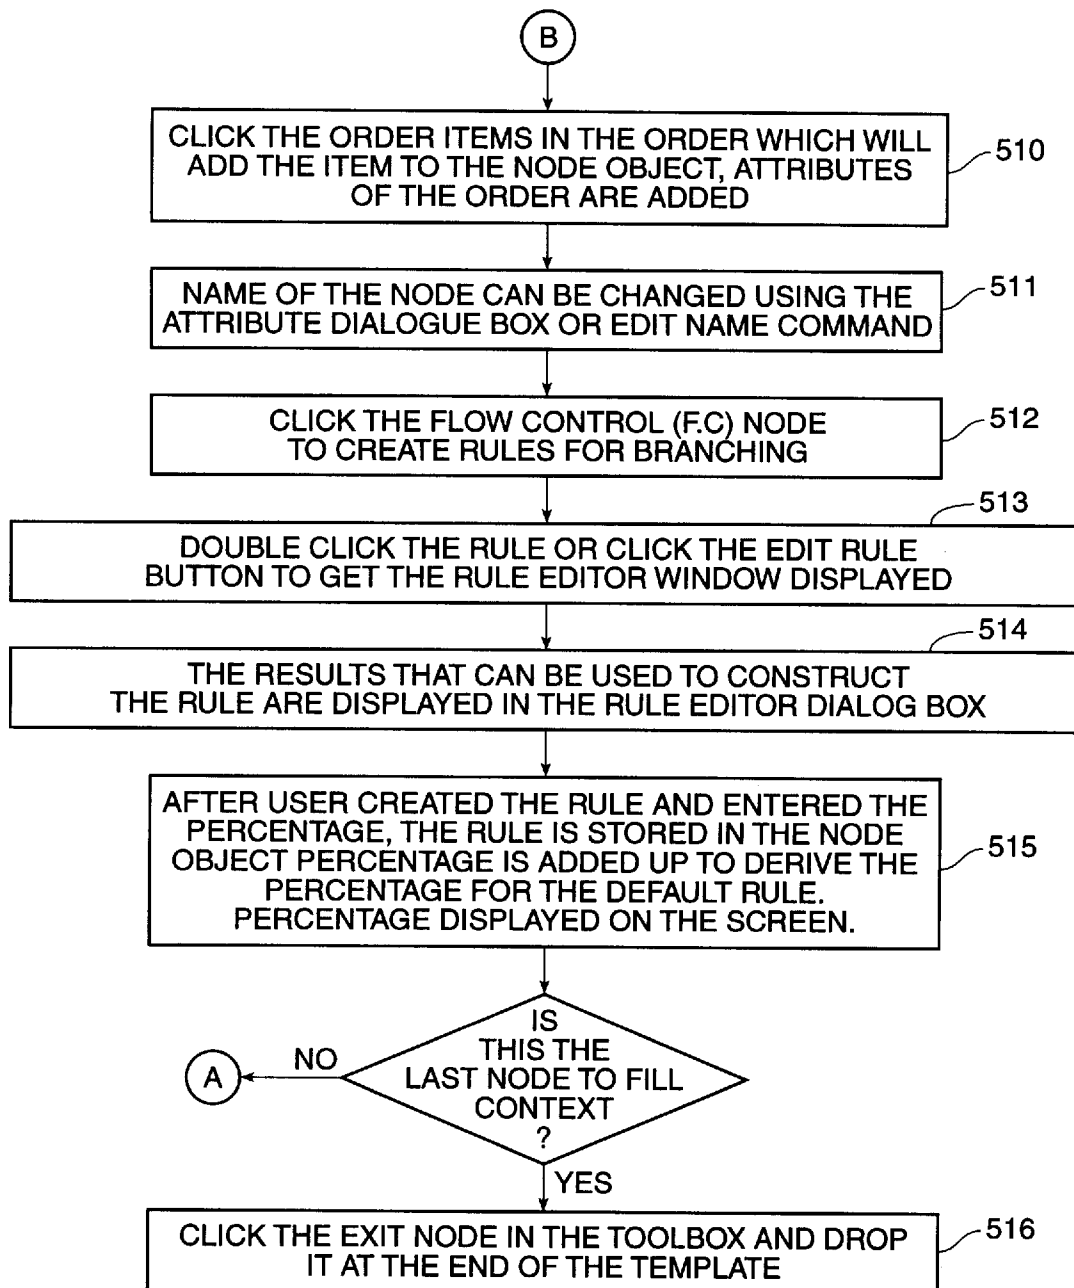 B
CLICK THE ORDER ITEMS IN THE ORDER WHICH WILL
ADD THE ITEM TO THE NODE OBJECT, ATTRIBUTES
OF THE ORDER ARE ADDED
510
NAME OF THE NODE CAN BE CHANGED USING THE
ATTRIBUTE DIALOGUE BOX OR EDIT NAME COMMAND
511
CLICK THE FLOW CONTROL (F.C) NODE
TO CREATE RULES FOR BRANCHING
512
513
DOUBLE CLICK THE RULE OR CLICK THE EDIT RULE
BUTTON TO GET THE RULE EDITOR WINDOW DISPLAYED
514
THE RESULTS THAT CAN BE USED TO CONSTRUCT
THE RULE ARE DISPLAYED IN THE RULE EDITOR DIALOG BOX
AFTER USER CREATED THE RULE AND ENTERED THE
PERCENTAGE, THE RULE IS STORED IN THE NODE
OBJECT PERCENTAGE IS ADDED UP TO DERIVE THE
PERCENTAGE FOR THE DEFAULT RULE.
PERCENTAGE DISPLAYED ON THE SCREEN.
515
IS
THIS THE
LAST NODE TO FILL
CONTEXT
?
NO
A
YES
CLICK THE EXIT NODE IN THE TOOLBOX AND DROP
IT AT THE END OF THE TEMPLATE
516